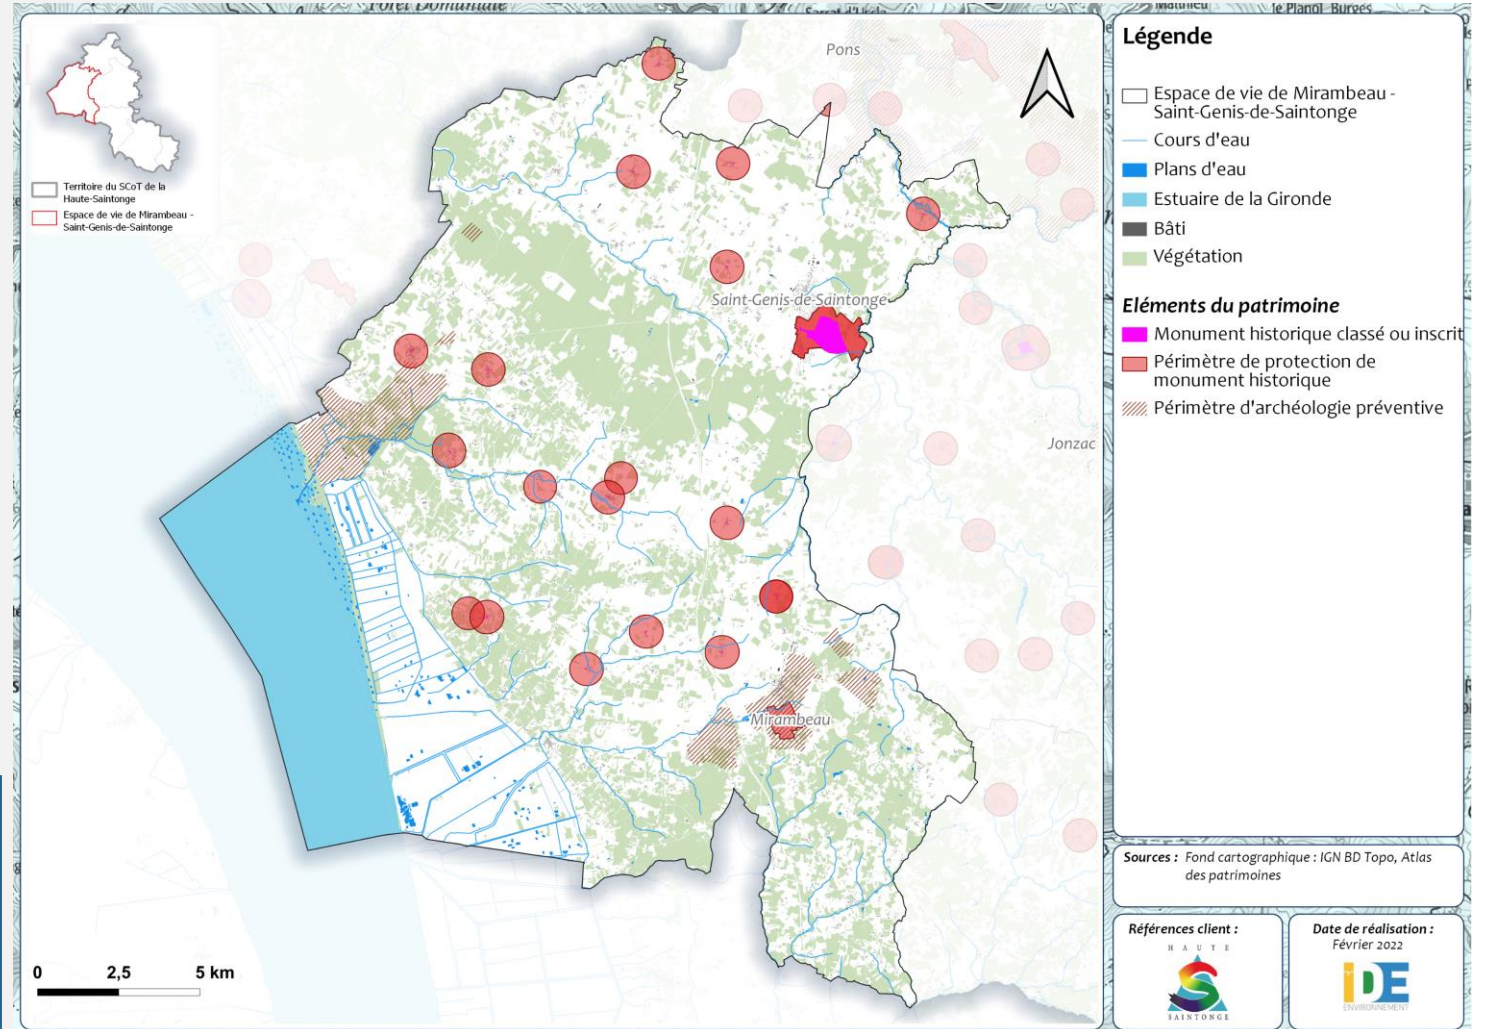 Forêt Domaniale
le Planol Burges
Pons
Territoire du SCoT de la
Haute-Saintonge
Espace de vie de Mirambeau -
Saint-Genis-de-Saintonge
Saint-Genis-de-Saintonge
Jonzac
Mirambeau
0 2,5 5 km
Légende
Espace de vie de Mirambeau -
Saint-Genis-de-Saintonge
Cours d'eau
Plans d'eau
Estuaire de la Gironde
Bâti
Végétation
Eléments du patrimoine
Monument historique classé ou inscrit
Périmètre de protection de
monument historique
Périmètre d'archéologie préventive
Sources : Fond cartographique : IGN BD Topo, Atlas
des patrimoines
Références client :
HAUTE
SAINTONGE
Date de réalisation :
Février 2022
iDE
ENVIRONNEMENT